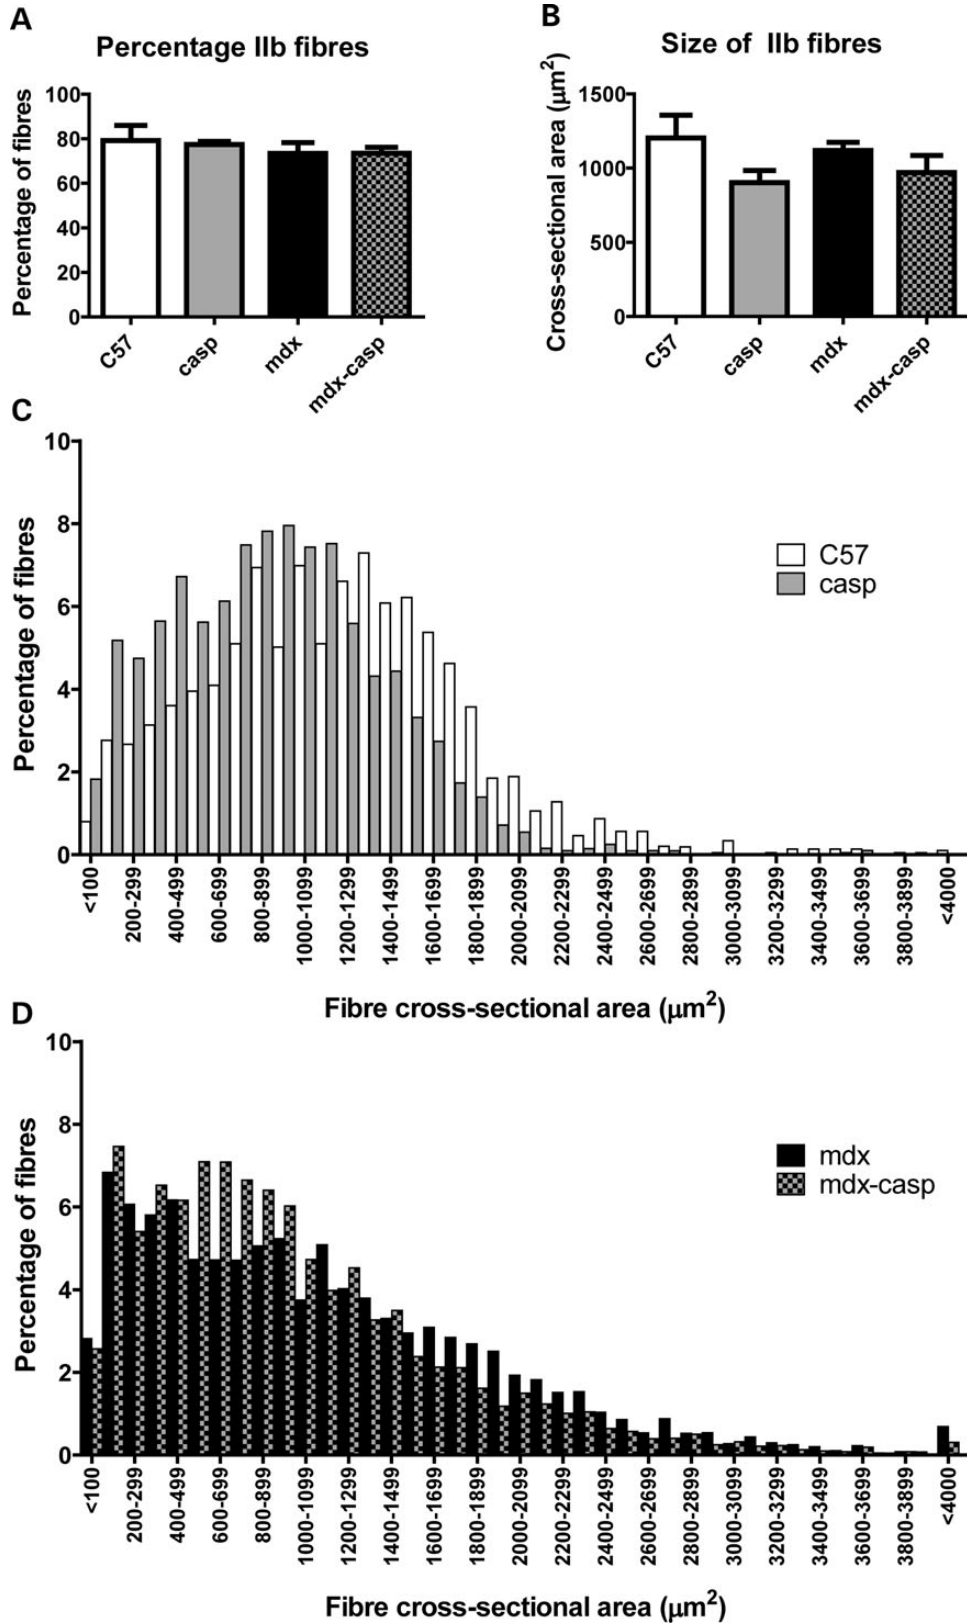 A
Percentage IIb fibres
Percentage of fibres
100
80
60
40
20
0
C57
casp
mdx
mdx-casp
B
Size of IIb fibres
Cross-sectional area (μm²)
1500
1000
500
0
C57
casp
mdx
mdx-casp
C
Percentage of fibres
10
8
6
4
2
0
C57
casp
<100
200-299
400-499
600-699
800-899
1000-1099
1200-1299
1400-1499
1600-1699
1800-1899
2000-2099
2200-2299
2400-2499
2600-2699
2800-2899
3000-3099
3200-3299
3400-3499
3600-3699
3800-3899
<4000
Fibre cross-sectional area (μm²)
D
Percentage of fibres
10
8
6
4
2
0
mdx
mdx-casp
<100
200-299
400-499
600-699
800-899
1000-1099
1200-1299
1400-1499
1600-1699
1800-1899
2000-2099
2200-2299
2400-2499
2600-2699
2800-2899
3000-3099
3200-3299
3400-3499
3600-3699
3800-3899
<4000
Fibre cross-sectional area (μm²)